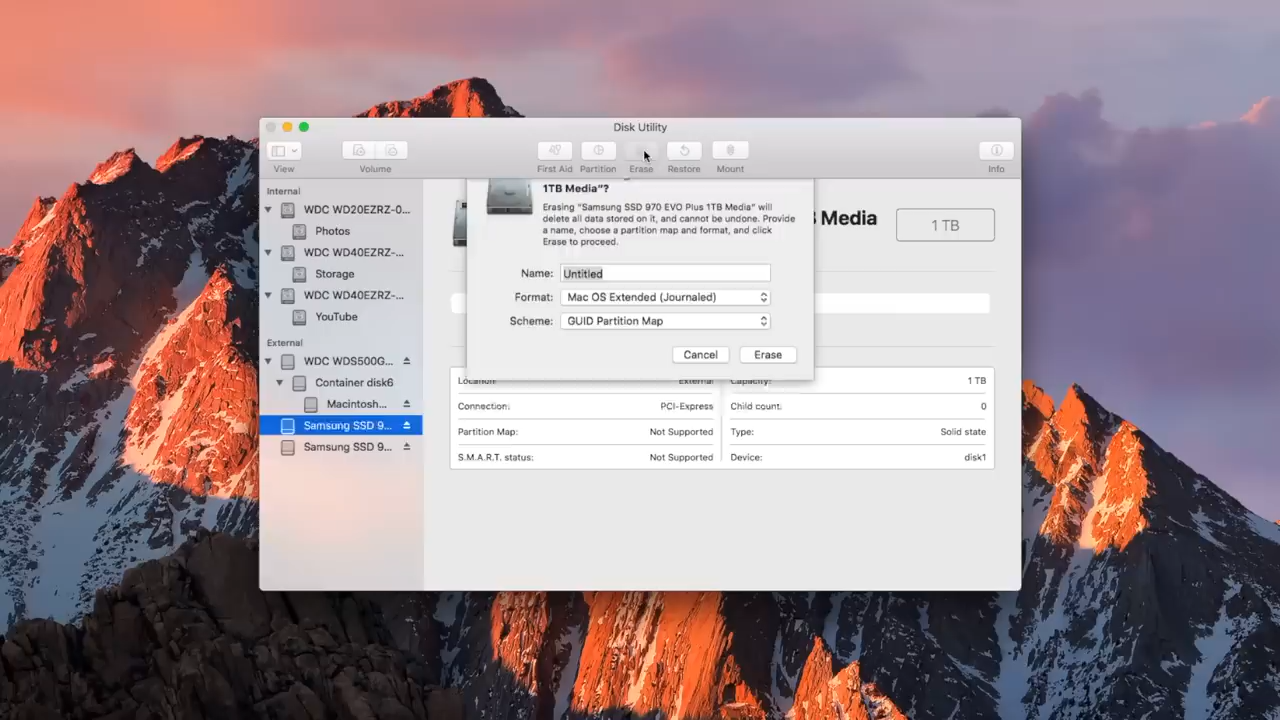 Disk Utility
View
Volume
First Aid
Partition
Erase
Restore
Mount
Info
Internal
WDC WD20EZRZ-0...
Photos
WDC WD40EZRZ-...
Storage
WDC WD40EZRZ-...
YouTube
External
WDC WDS500G...
Container disk6
Macintosh...
Samsung SSD 9...
Samsung SSD 9...
1TB Media"?
Erasing "Samsung SSD 970 EVO Plus 1TB Media" will
delete all data stored on it, and cannot be undone. Provide
a name, choose a partition map and format, and click
Erase to proceed.
Name: Untitled
Format: Mac OS Extended (Journaled)
Scheme: GUID Partition Map
Cancel
Erase
Media
1 TB
Location: External
Connection: PCI-Express
Partition Map: Not Supported
S.M.A.R.T. status: Not Supported
Capacity: 1 TB
Child count: 0
Type: Solid state
Device: disk1